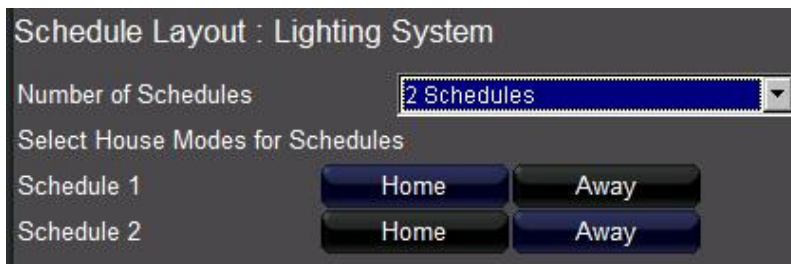 Schedule Layout : Lighting System
Number of Schedules 2 Schedules
Select House Modes for Schedules
Schedule 1 Home Away
Schedule 2 Home Away